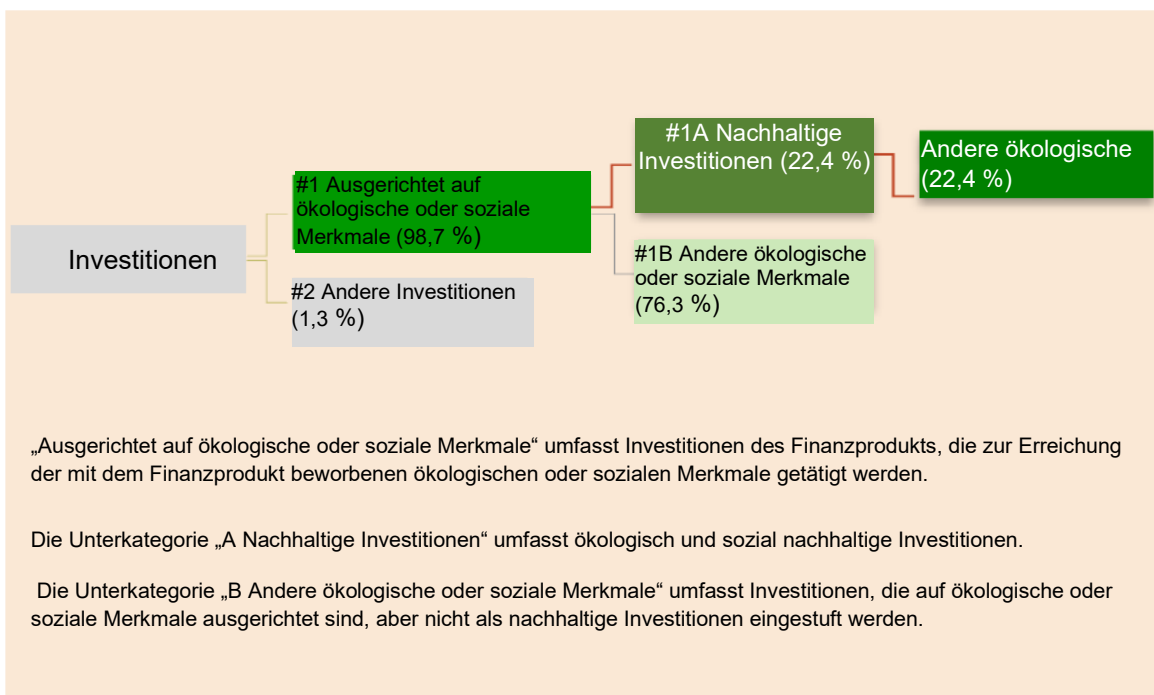 Investitionen
#1 Ausgerichtet auf
ökologische oder soziale
Merkmale (98,7 %)
#2 Andere Investitionen
(1,3 %)
#1A Nachhaltige
Investitionen (22,4 %)
#1B Andere ökologische
oder soziale Merkmale
(76,3 %)
Andere ökologische
(22,4 %)
„Ausgerichtet auf ökologische oder soziale Merkmale“ umfasst Investitionen des Finanzprodukts, die zur Erreichung
der mit dem Finanzprodukt beworbenen ökologischen oder sozialen Merkmale getätigt werden.
Die Unterkategorie „A Nachhaltige Investitionen“ umfasst ökologisch und sozial nachhaltige Investitionen.
Die Unterkategorie „B Andere ökologische oder soziale Merkmale“ umfasst Investitionen, die auf ökologische oder
soziale Merkmale ausgerichtet sind, aber nicht als nachhaltige Investitionen eingestuft werden.